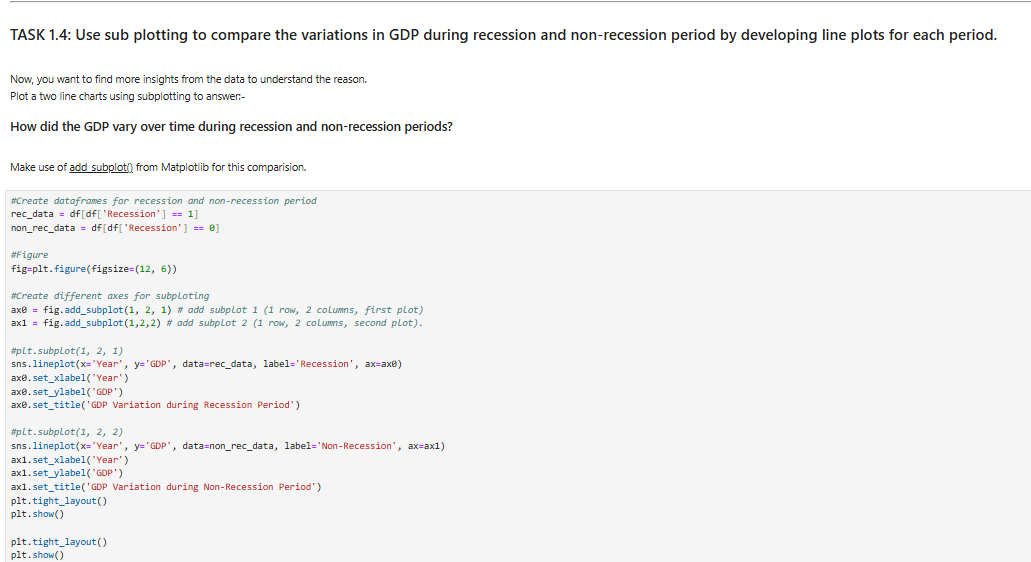 TASK 1.4: Use sub plotting to compare the variations in GDP during recession and non-recession period by developing line plots for each period.
Now, you want to find more insights from the data to understand the reason.
Plot a two line charts using subplotting to answer:-
How did the GDP vary over time during recession and non-recession periods?
Make use of add_subplot() from Matplotlib for this comparision.
#Create dataframes for recession and non-recession period
rec_data = df[df['Recession'] == 1]
non_rec_data = df[df['Recession'] == 0]
#Figure
fig=plt.figure(figsize=(12, 6))
#Create different axes for subploting
ax0 = fig.add_subplot(1, 2, 1) # add subplot 1 (1 row, 2 columns, first plot)
ax1 = fig.add_subplot(1,2,2) # add subplot 2 (1 row, 2 columns, second plot).
#plt.subplot(1, 2, 1)
sns.lineplot(x='Year', y='GDP', data=rec_data, label='Recession', ax=ax0)
ax0.set_xlabel('Year')
ax0.set_ylabel('GDP')
ax0.set_title('GDP Variation during Recession Period')
#plt.subplot(1, 2, 2)
sns.lineplot(x='Year', y='GDP', data=non_rec_data, label='Non-Recession', ax=ax1)
ax1.set_xlabel('Year')
ax1.set_ylabel('GDP')
ax1.set_title('GDP Variation during Non-Recession Period')
plt.tight_layout()
plt.show()
plt.tight_layout()
plt.show()